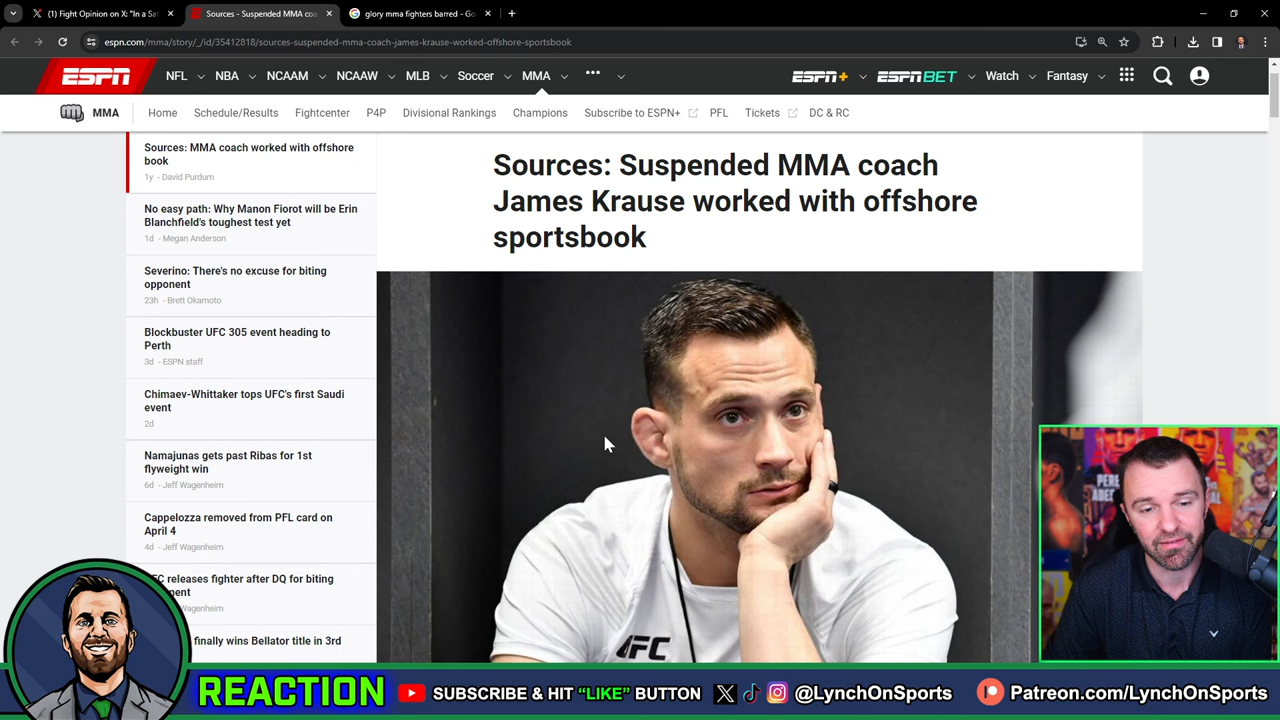 (1) Fight Opinion on X: "In a Sa
Sources - Suspended MMA coa
glory mma fighters barred - Go
espn.com/mma/story/_/id/35412818/sources-suspended-mma-coach-james-krause-worked-offshore-sportsbook
ESPN
NFL
NBA
NCAAM
NCAAW
MLB
Soccer
MMA
ESPN+
ESPN BET
Watch
Fantasy
MMA
Home
Schedule/Results
Fightcenter
P4P
Divisional Rankings
Champions
Subscribe to ESPN+
PFL
Tickets
DC & RC
Sources: MMA coach worked with offshore
book
1y - David Purdum
No easy path: Why Manon Fiorot will be Erin
Blanchfield's toughest test yet
1d - Megan Anderson
Severino: There's no excuse for biting
opponent
23h - Brett Okamoto
Blockbuster UFC 305 event heading to
Perth
3d - ESPN staff
Chimaev-Whittaker tops UFC's first Saudi
event
2d
Namajunas gets past Ribas for 1st
flyweight win
6d - Jeff Wagenheim
Cappelozza removed from PFL card on
April 4
4d - Jeff Wagenheim
releases fighter after DQ for biting
Wagenheim
finally wins Bellator title in 3rd
Sources: Suspended MMA coach
James Krause worked with offshore
sportsbook
UFC
REACTION
SUBSCRIBE & HIT “LIKE” BUTTON
@LynchOnSports
Patreon.com/LynchOnSports